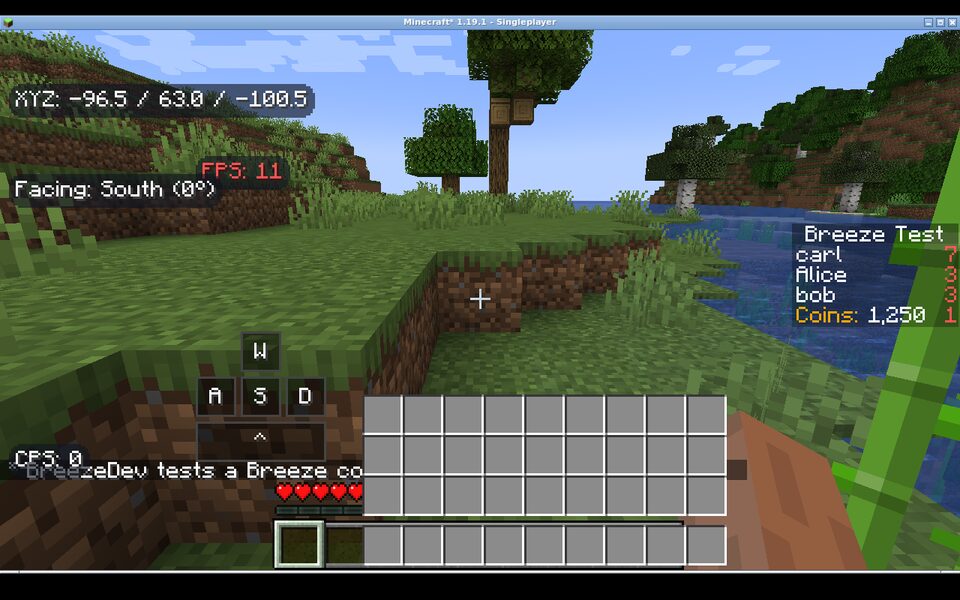 Minecraft* 1.19.1 - Singleplayer
XYZ: -96.5 / 63.0 / -100.5
FPS: 11
Facing: South (0°)
Breeze Test
carl 7
Alice 3
bob 3
Coins: 1,250 1
W
A S D
^
CPS: 0
BreezeDev tests a Breeze co